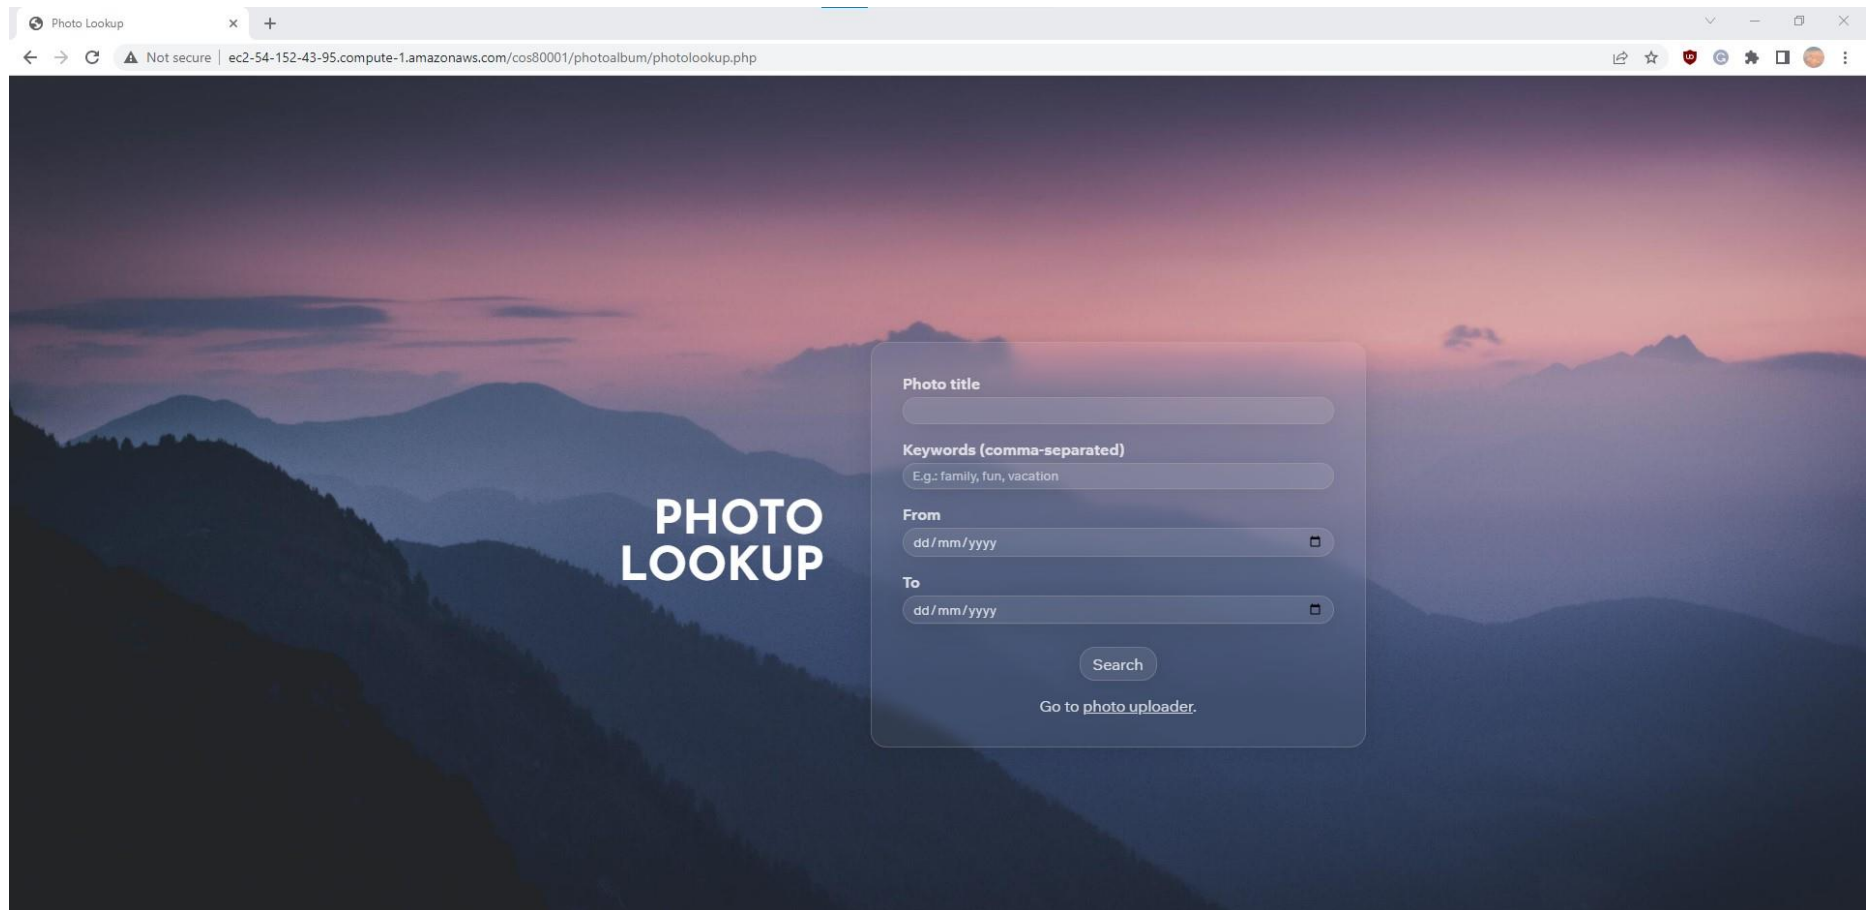 Photo Lookup
Not secure
ec2-54-152-43-95.compute-1.amazonaws.com/cos80001/photoalbum/photolookup.php
PHOTO
LOOKUP
Photo title
Keywords (comma-separated)
E.g.: family, fun, vacation
From
dd/mm/yyyy
To
dd/mm/yyyy
Search
Go to photo uploader.